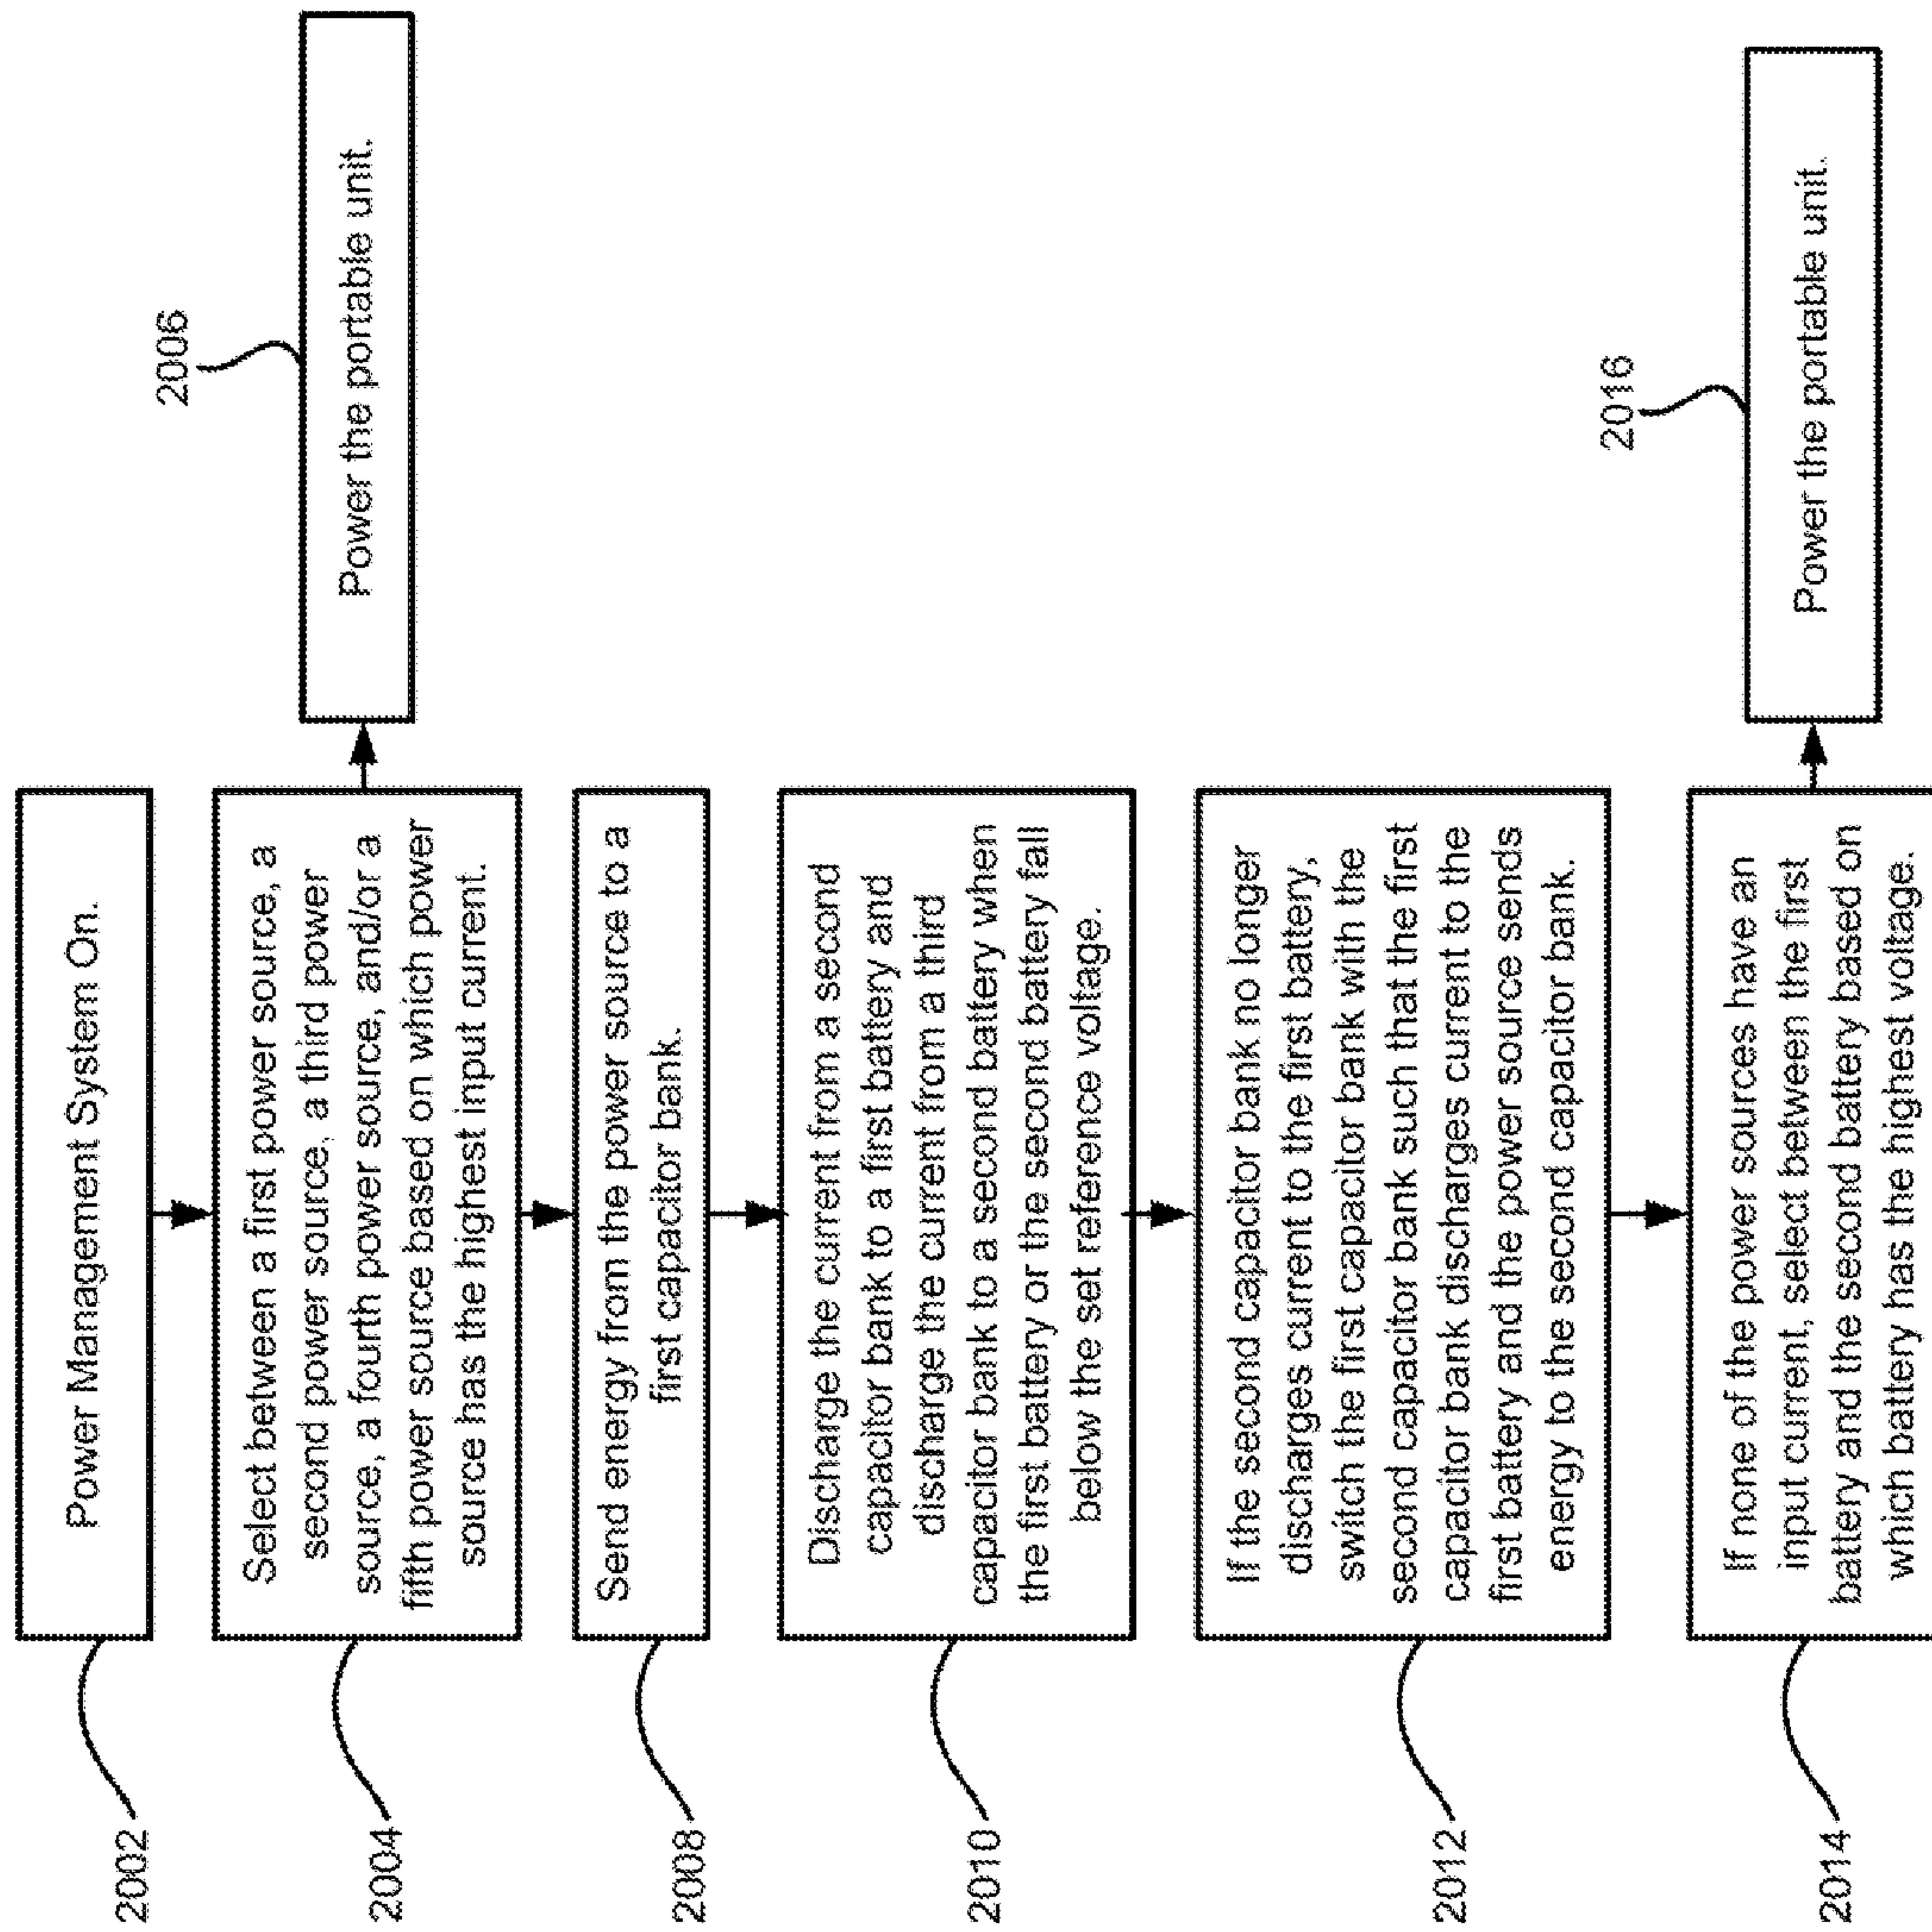 2002
Power Management System On.
2004
Select between a first power source, a
second power source, a third power
source, a fourth power source, and/or a
fifth power source based on which power
source has the highest input current.
2006
Power the portable unit.
2008
Send energy from the power source to a
first capacitor bank.
2010
Discharge the current from a second
capacitor bank to a first battery and
discharge the current from a third
capacitor bank to a second battery when
the first battery or the second battery fall
below the set reference voltage.
2012
If the second capacitor bank no longer
discharges current to the first battery,
switch the first capacitor bank with the
second capacitor bank such that the first
capacitor bank discharges current to the
first battery and the power source sends
energy to the second capacitor bank.
2014
If none of the power sources have an
input current, select between the first
battery and the second battery based on
which battery has the highest voltage.
2016
Power the portable unit.